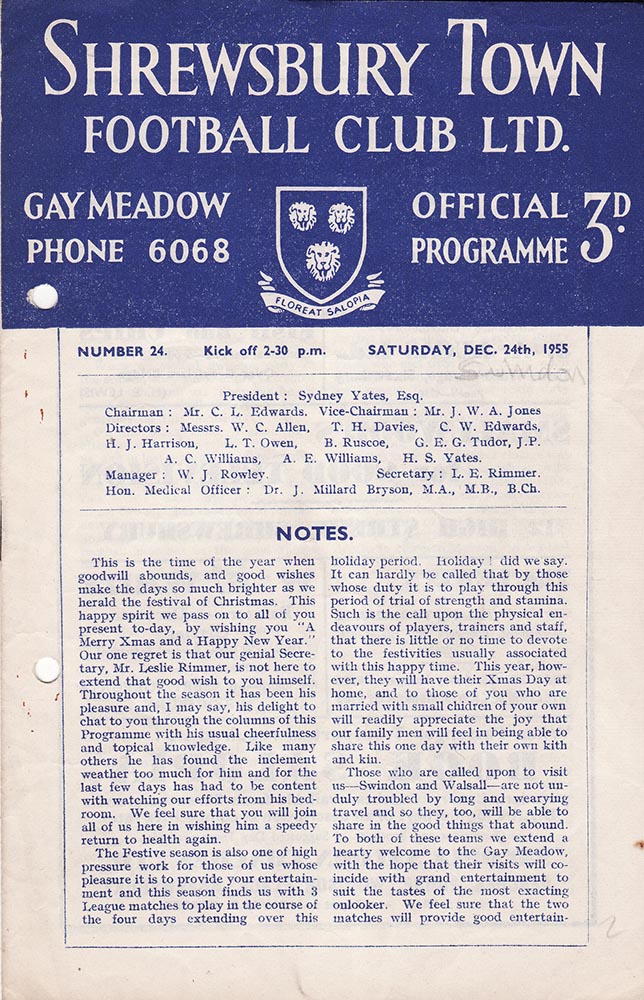 SHREWSBURY TOWN
FOOTBALL CLUB LTD.
GAY MEADOW
PHONE 6068
OFFICIAL
PROGRAMME
3D.
FLOREAT SALOPIA
NUMBER 24. Kick off 2-30 p.m. SATURDAY, DEC. 24th, 1955
Swindon
President : Sydney Yates, Esq.
Chairman : Mr. C. L. Edwards. Vice-Chairman : Mr. J. W. A. Jones
Directors : Messrs. W. C. Allen, T. H. Davies, C. W. Edwards,
H. J. Harrison, L. T. Owen, B. Ruscoe, G. E. G. Tudor, J.P.
A. C. Williams, A. E. Williams, H. S. Yates.
Manager : W. J. Rowley. Secretary : L. E. Rimmer.
Hon. Medical Officer : Dr. J. Millard Bryson, M.A., M.B., B.Ch.
NOTES.
This is the time of the year when
goodwill abounds, and good wishes
make the days so much brighter as we
herald the festival of Christmas. This
happy spirit we pass on to all of you
present to-day, by wishing you "A
Merry Xmas and a Happy New Year."
Our one regret is that our genial Secre-
tary, Mr. Leslie Rimmer, is not here to
extend that good wish to you himself.
Throughout the season it has been his
pleasure and, I may say, his delight to
chat to you through the columns of this
Programme with his usual cheerfulness
and topical knowledge. Like many
others he has found the inclement
weather too much for him and for the
last few days has had to be content
with watching our efforts from his bed-
room. We feel sure that you will join
all of us here in wishing him a speedy
return to health again.
The Festive season is also one of high
pressure work for those of us whose
pleasure it is to provide your entertain-
ment and this season finds us with 3
League matches to play in the course of
the four days extending over this
holiday period. Holiday! did we say.
It can hardly be called that by those
whose duty it is to play through this
period of trial of strength and stamina.
Such is the call upon the physical en-
deavours of players, trainers and staff,
that there is little or no time to devote
to the festivities usually associated
with this happy time. This year, how-
ever, they will have their Xmas Day at
home, and to those of you who are
married with small chidren of your own
will readily appreciate the joy that
our family men will feel in being able to
share this one day with their own kith
and kin.
Those who are called upon to visit
us—Swindon and Walsall—are not un-
duly troubled by long and wearying
travel and so they, too, will be able to
share in the good things that abound.
To both of these teams we extend a
hearty welcome to the Gay Meadow,
with the hope that their visits will co-
incide with grand entertainment to
suit the tastes of the most exacting
onlooker. We feel sure that the two
matches will provide good entertain-